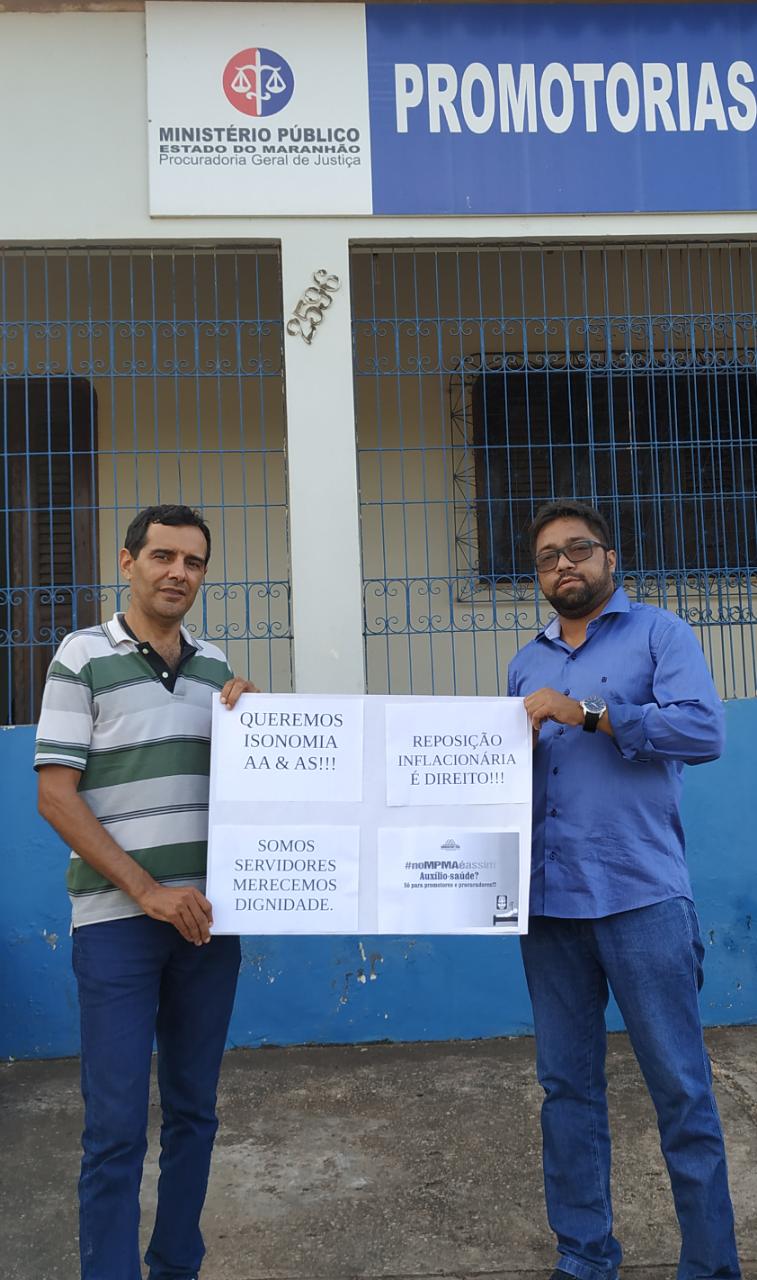 MINISTÉRIO PÚBLICO
ESTADO DO MARANHÃO
Procuradoria Geral de Justiça
PROMOTORIAS
2596
QUEREMOS
ISONOMIA
AA & AS!!!
REPOSIÇÃO
INFLACIONÁRIA
É DIREITO!!!
SOMOS
SERVIDORES
MERECEMOS
DIGNIDADE.
#noMPMAéassim
Auxílio-saúde?
Só para promotores e procuradores!!!